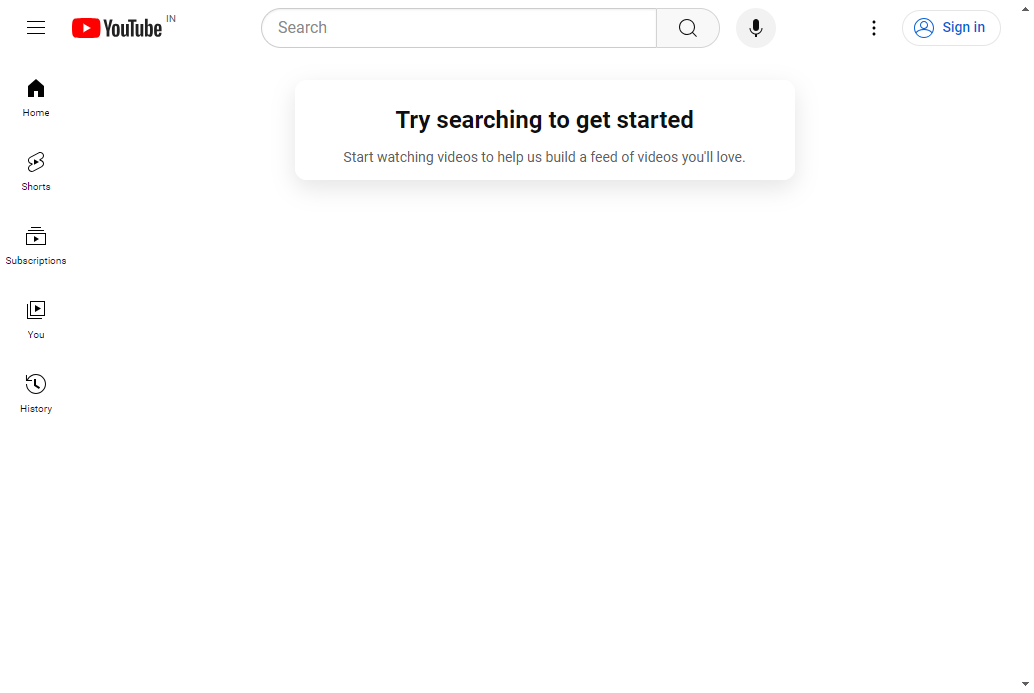 YouTube IN
Search
Sign in
Home
Shorts
Subscriptions
You
History
Try searching to get started
Start watching videos to help us build a feed of videos you'll love.